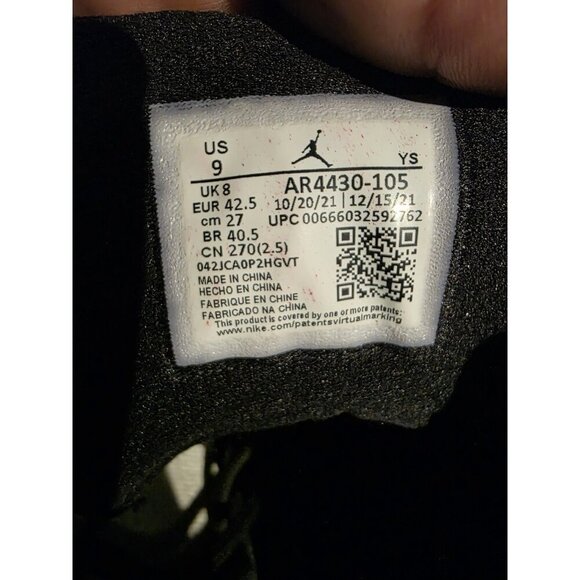 US
9
YS
UK 8
AR4430-105
EUR 42.5
10/20/21 | 12/15/21
cm 27
UPC 00666032592762
BR 40.5
CN 270(2.5)
042JCA0P2HGVT
MADE IN CHINA
HECHO EN CHINA
FABRIQUE EN CHINE
FABRICADO NA CHINA
This product is covered by one or more patents:
www.nike.com/patentsvirtualmarking